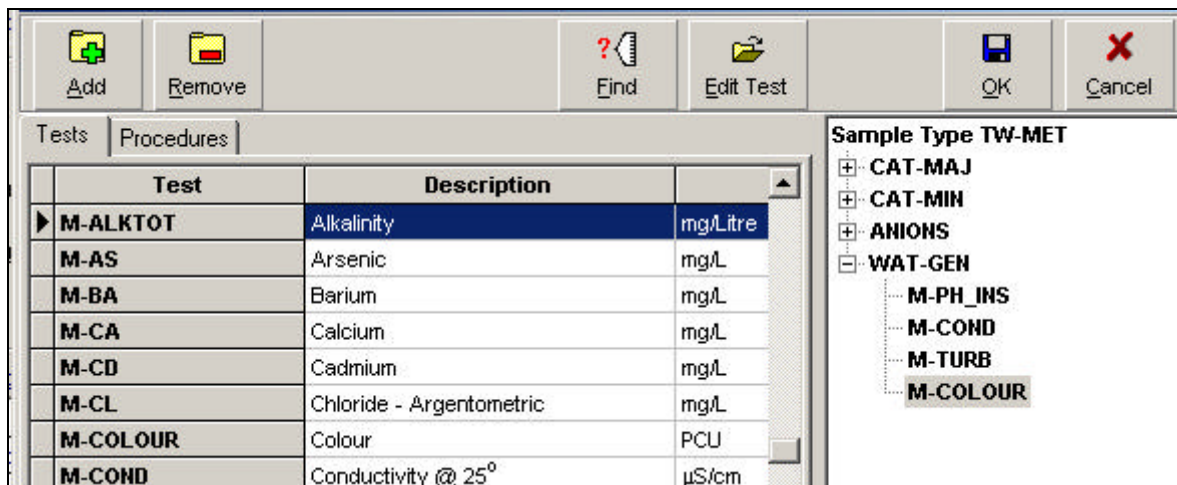 Add Remove Find Edit Test OK Cancel
Tests Procedures
Test Description
M-ALKTOT Alkalinity mg/Litre
M-AS Arsenic mg/L
M-BA Barium mg/L
M-CA Calcium mg/L
M-CD Cadmium mg/L
M-CL Chloride - Argentometric mg/L
M-COLOUR Colour PCU
M-COND Conductivity @ 25° µS/cm
Sample Type TW-MET
CAT-MAJ
CAT-MIN
ANIONS
WAT-GEN
M-PH_INS
M-COND
M-TURB
M-COLOUR